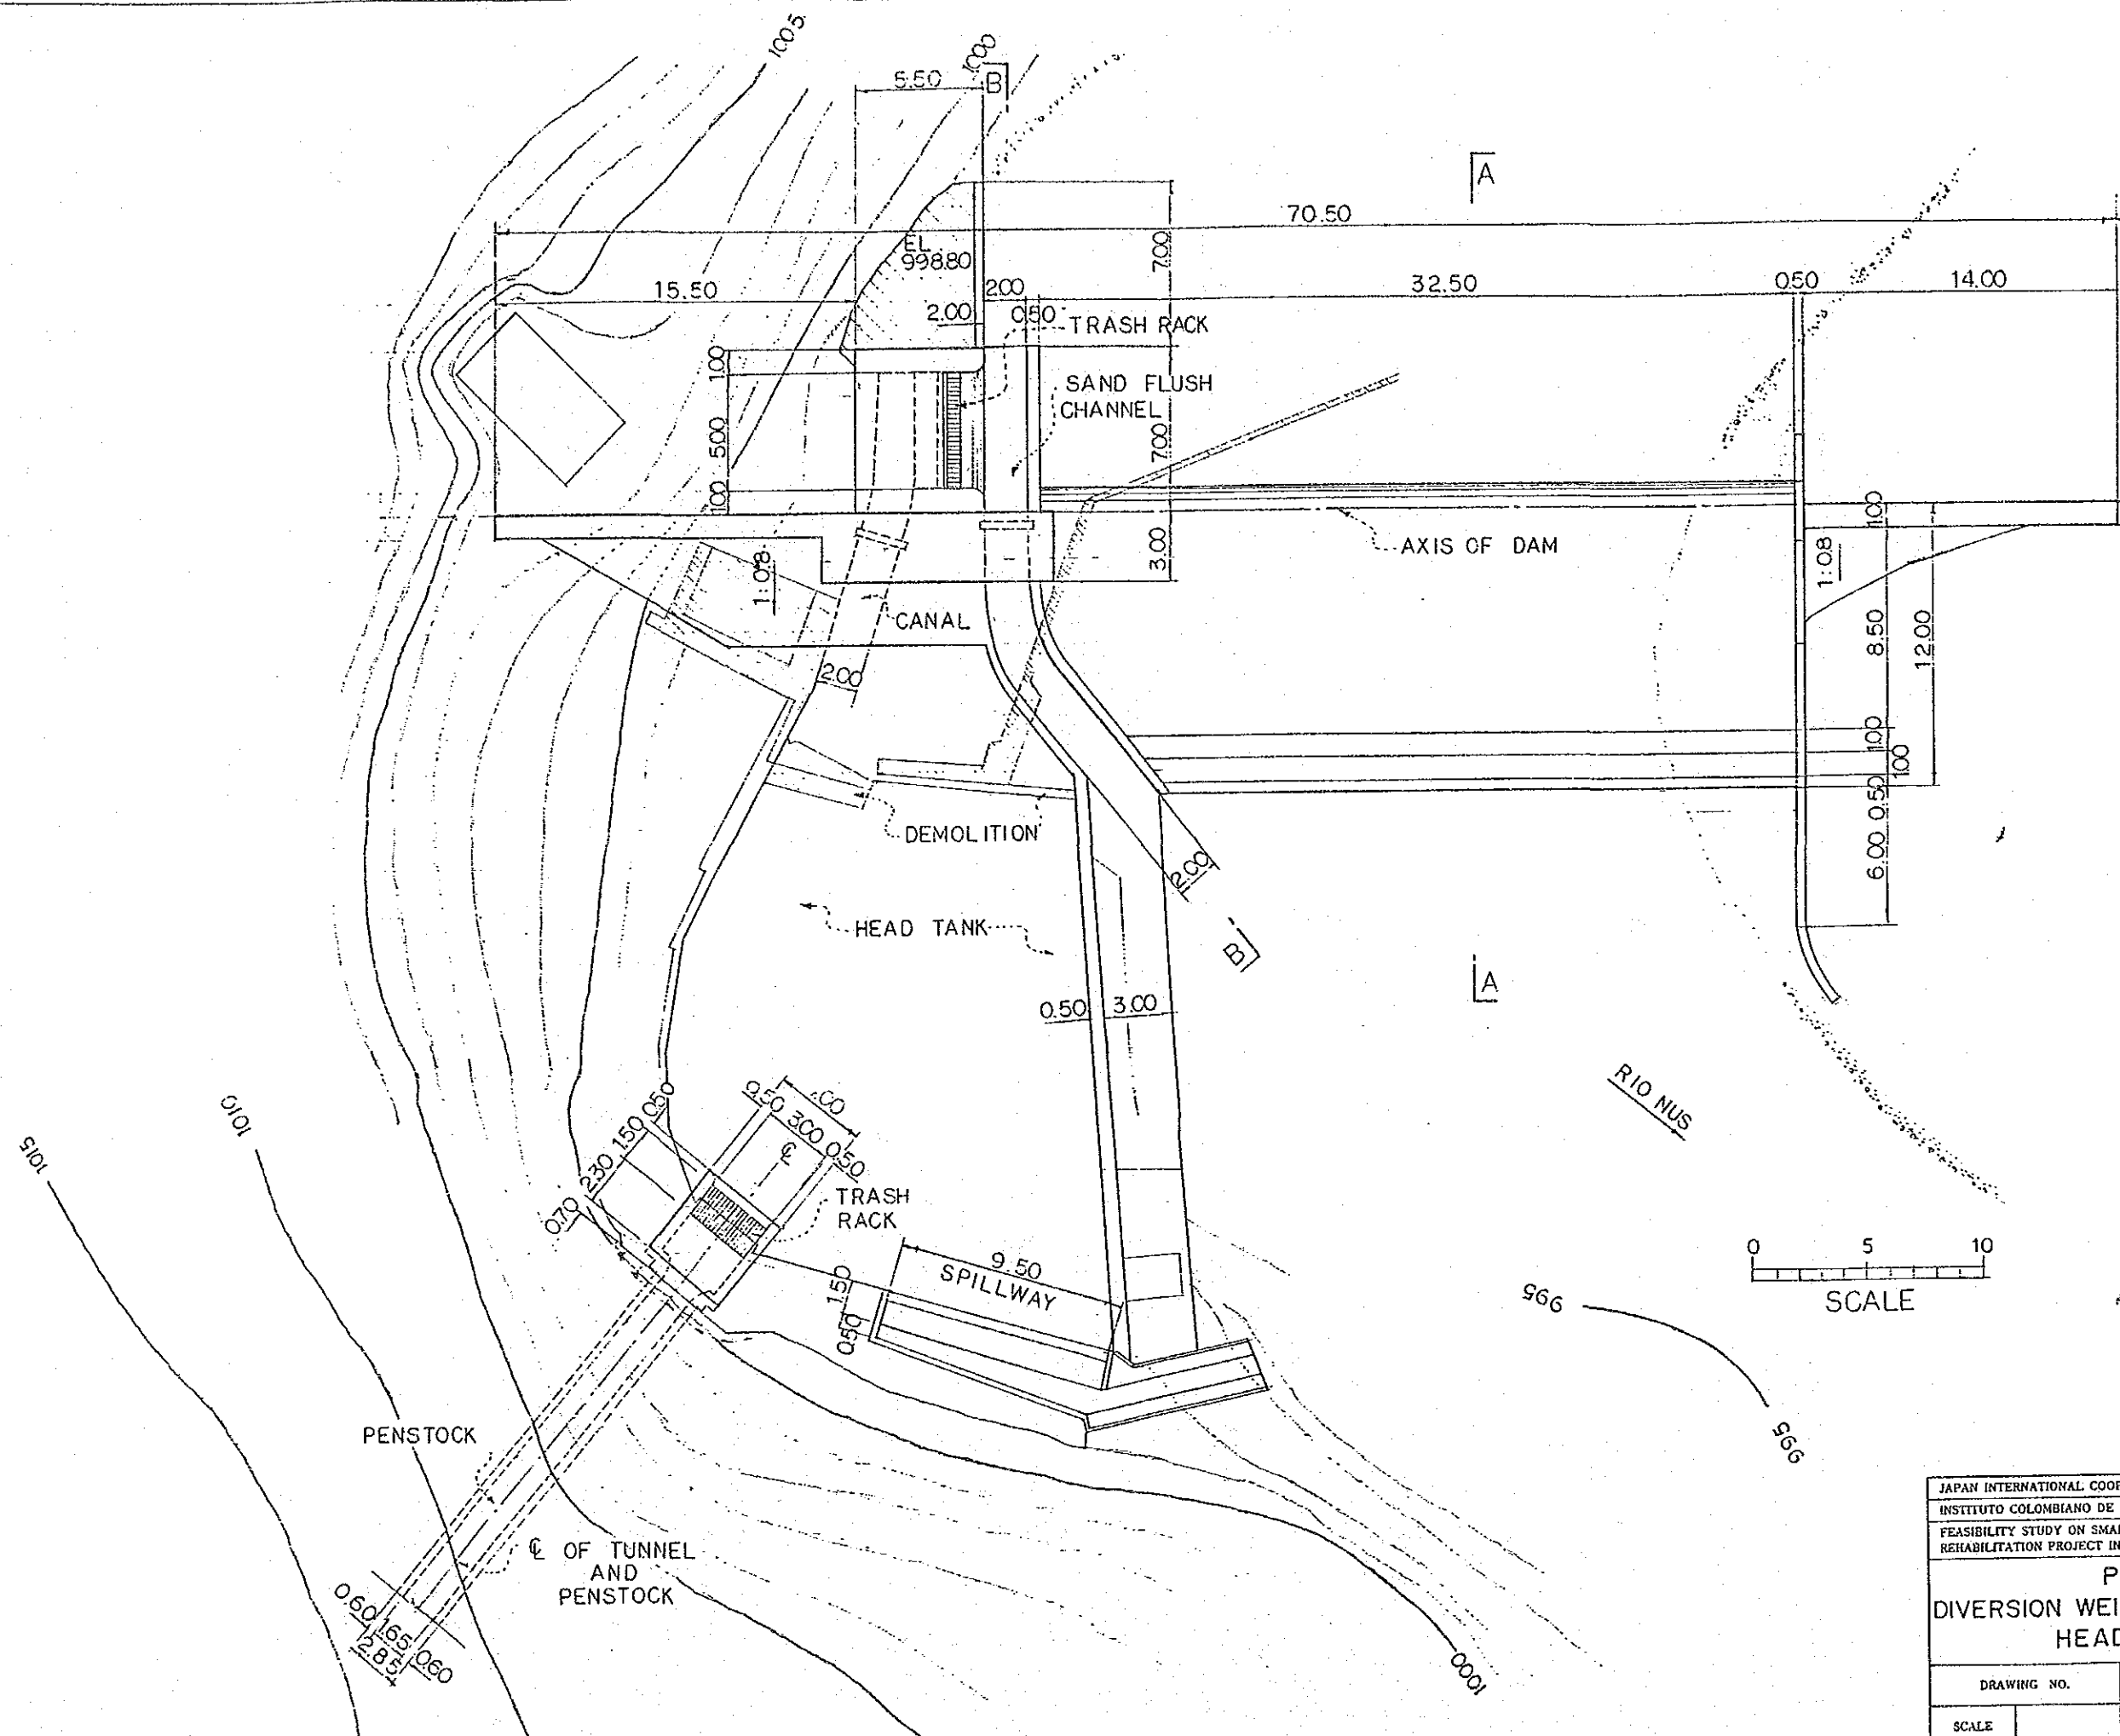 1005
1000
5.50
B
A
70.50
EL.
998.80
7.00
15.50
2.00
32.50
0.50
14.00
2.00
0.50
TRASH RACK
1.00
SAND FLUSH
CHANNEL
5.00
7.00
1.00
1.00
AXIS OF DAM
3.00
1:0.8
1:0.8
CANAL
8.50
12.00
2.00
1.00
1.00
DEMOLITION
0.50
2.00
6.00
HEAD TANK
B
A
0.50
3.00
RIO NUS
1010
1015
0.50
1.50
2.30
0.70
0.50
3.00
0.50
℄
TRASH
RACK
0
5
10
SCALE
9.50
SPILLWAY
1.50
0.50
995
995
PENSTOCK
℄ OF TUNNEL
AND
PENSTOCK
0.60
1.65
0.60
2.85
1000
JAPAN INTERNATIONAL
INSTITUTO COLOMBIANO DE
FEASIBILITY STUDY ON
REHABILITATION PROJECT
DIVERSION
DRAWING NO.
SCALE